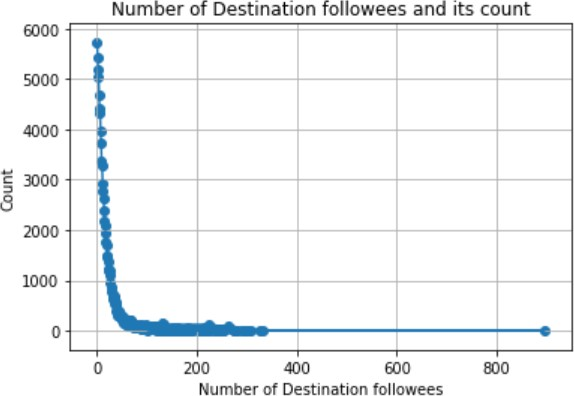 Number of Destination followees and its count
6000
5000
4000
3000
2000
1000
0
Count
0 200 400 600 800
Number of Destination followees